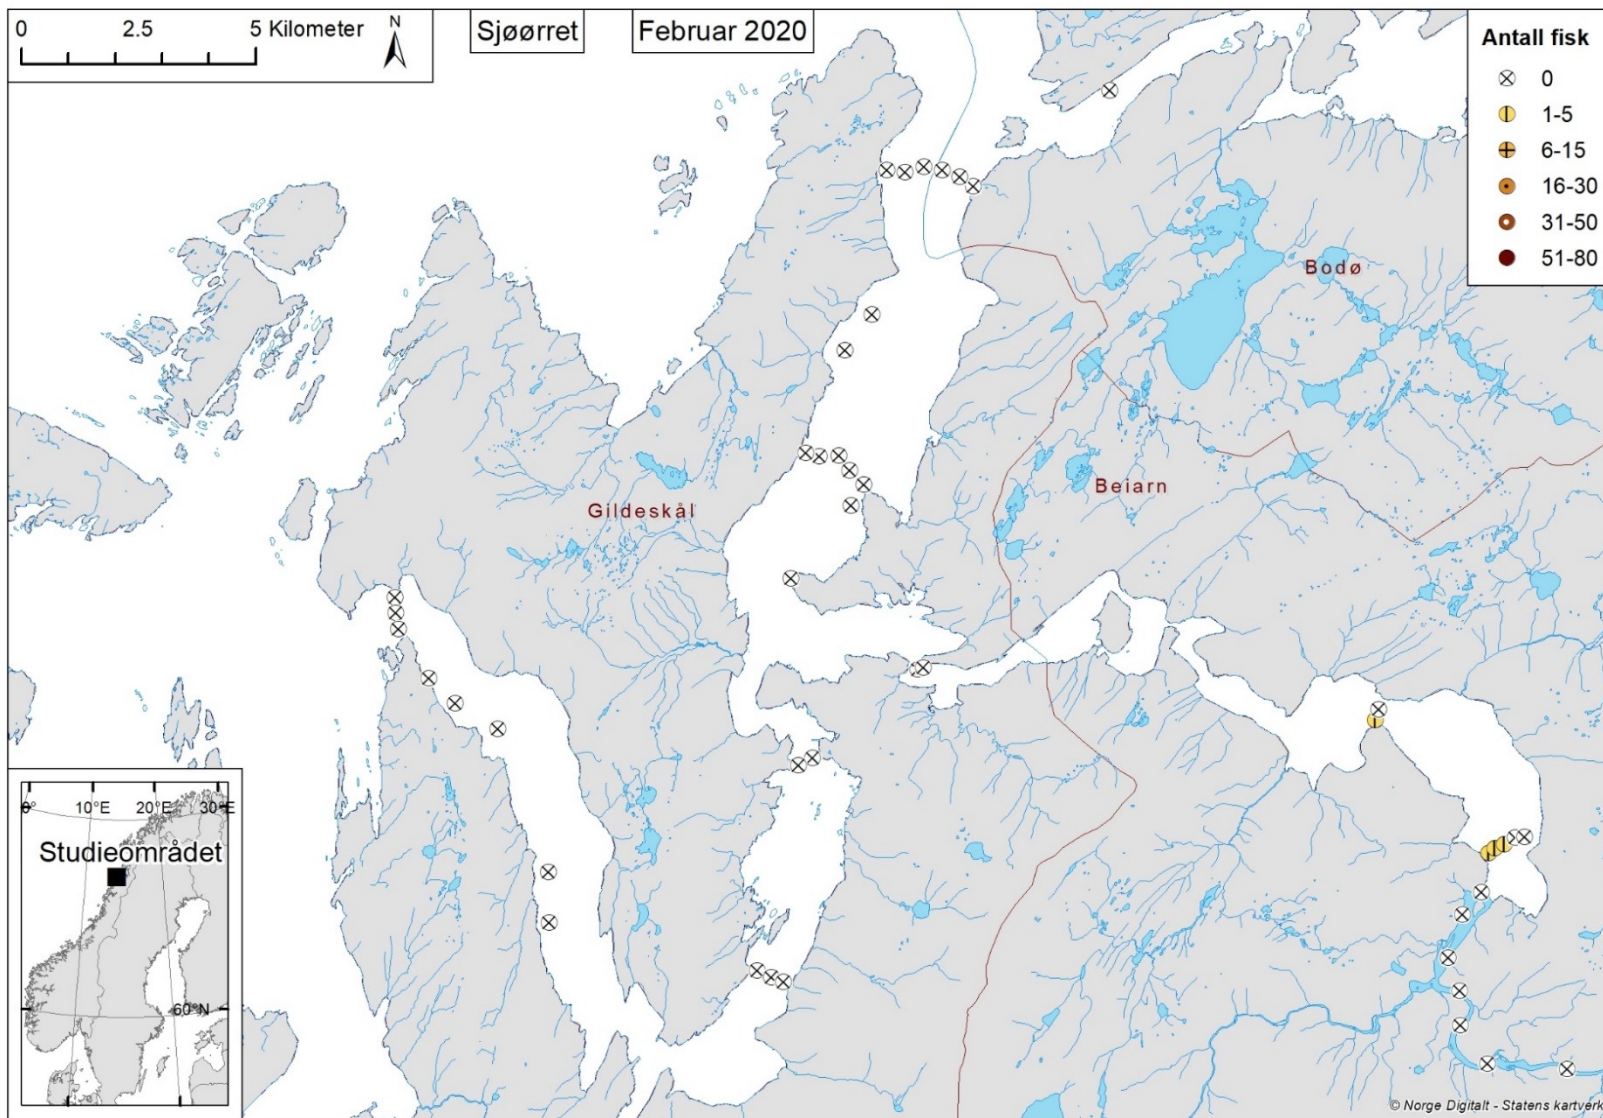 0 2.5 5 Kilometer
N
Sjøørret
Februar 2020
Antall fisk
0
1-5
6-15
16-30
31-50
51-80
Bodø
Beiarn
Gildeskål
0° 10°E 20°E 30°E
Studieområdet
60°N
© Norge Digitalt - Statens kartverk